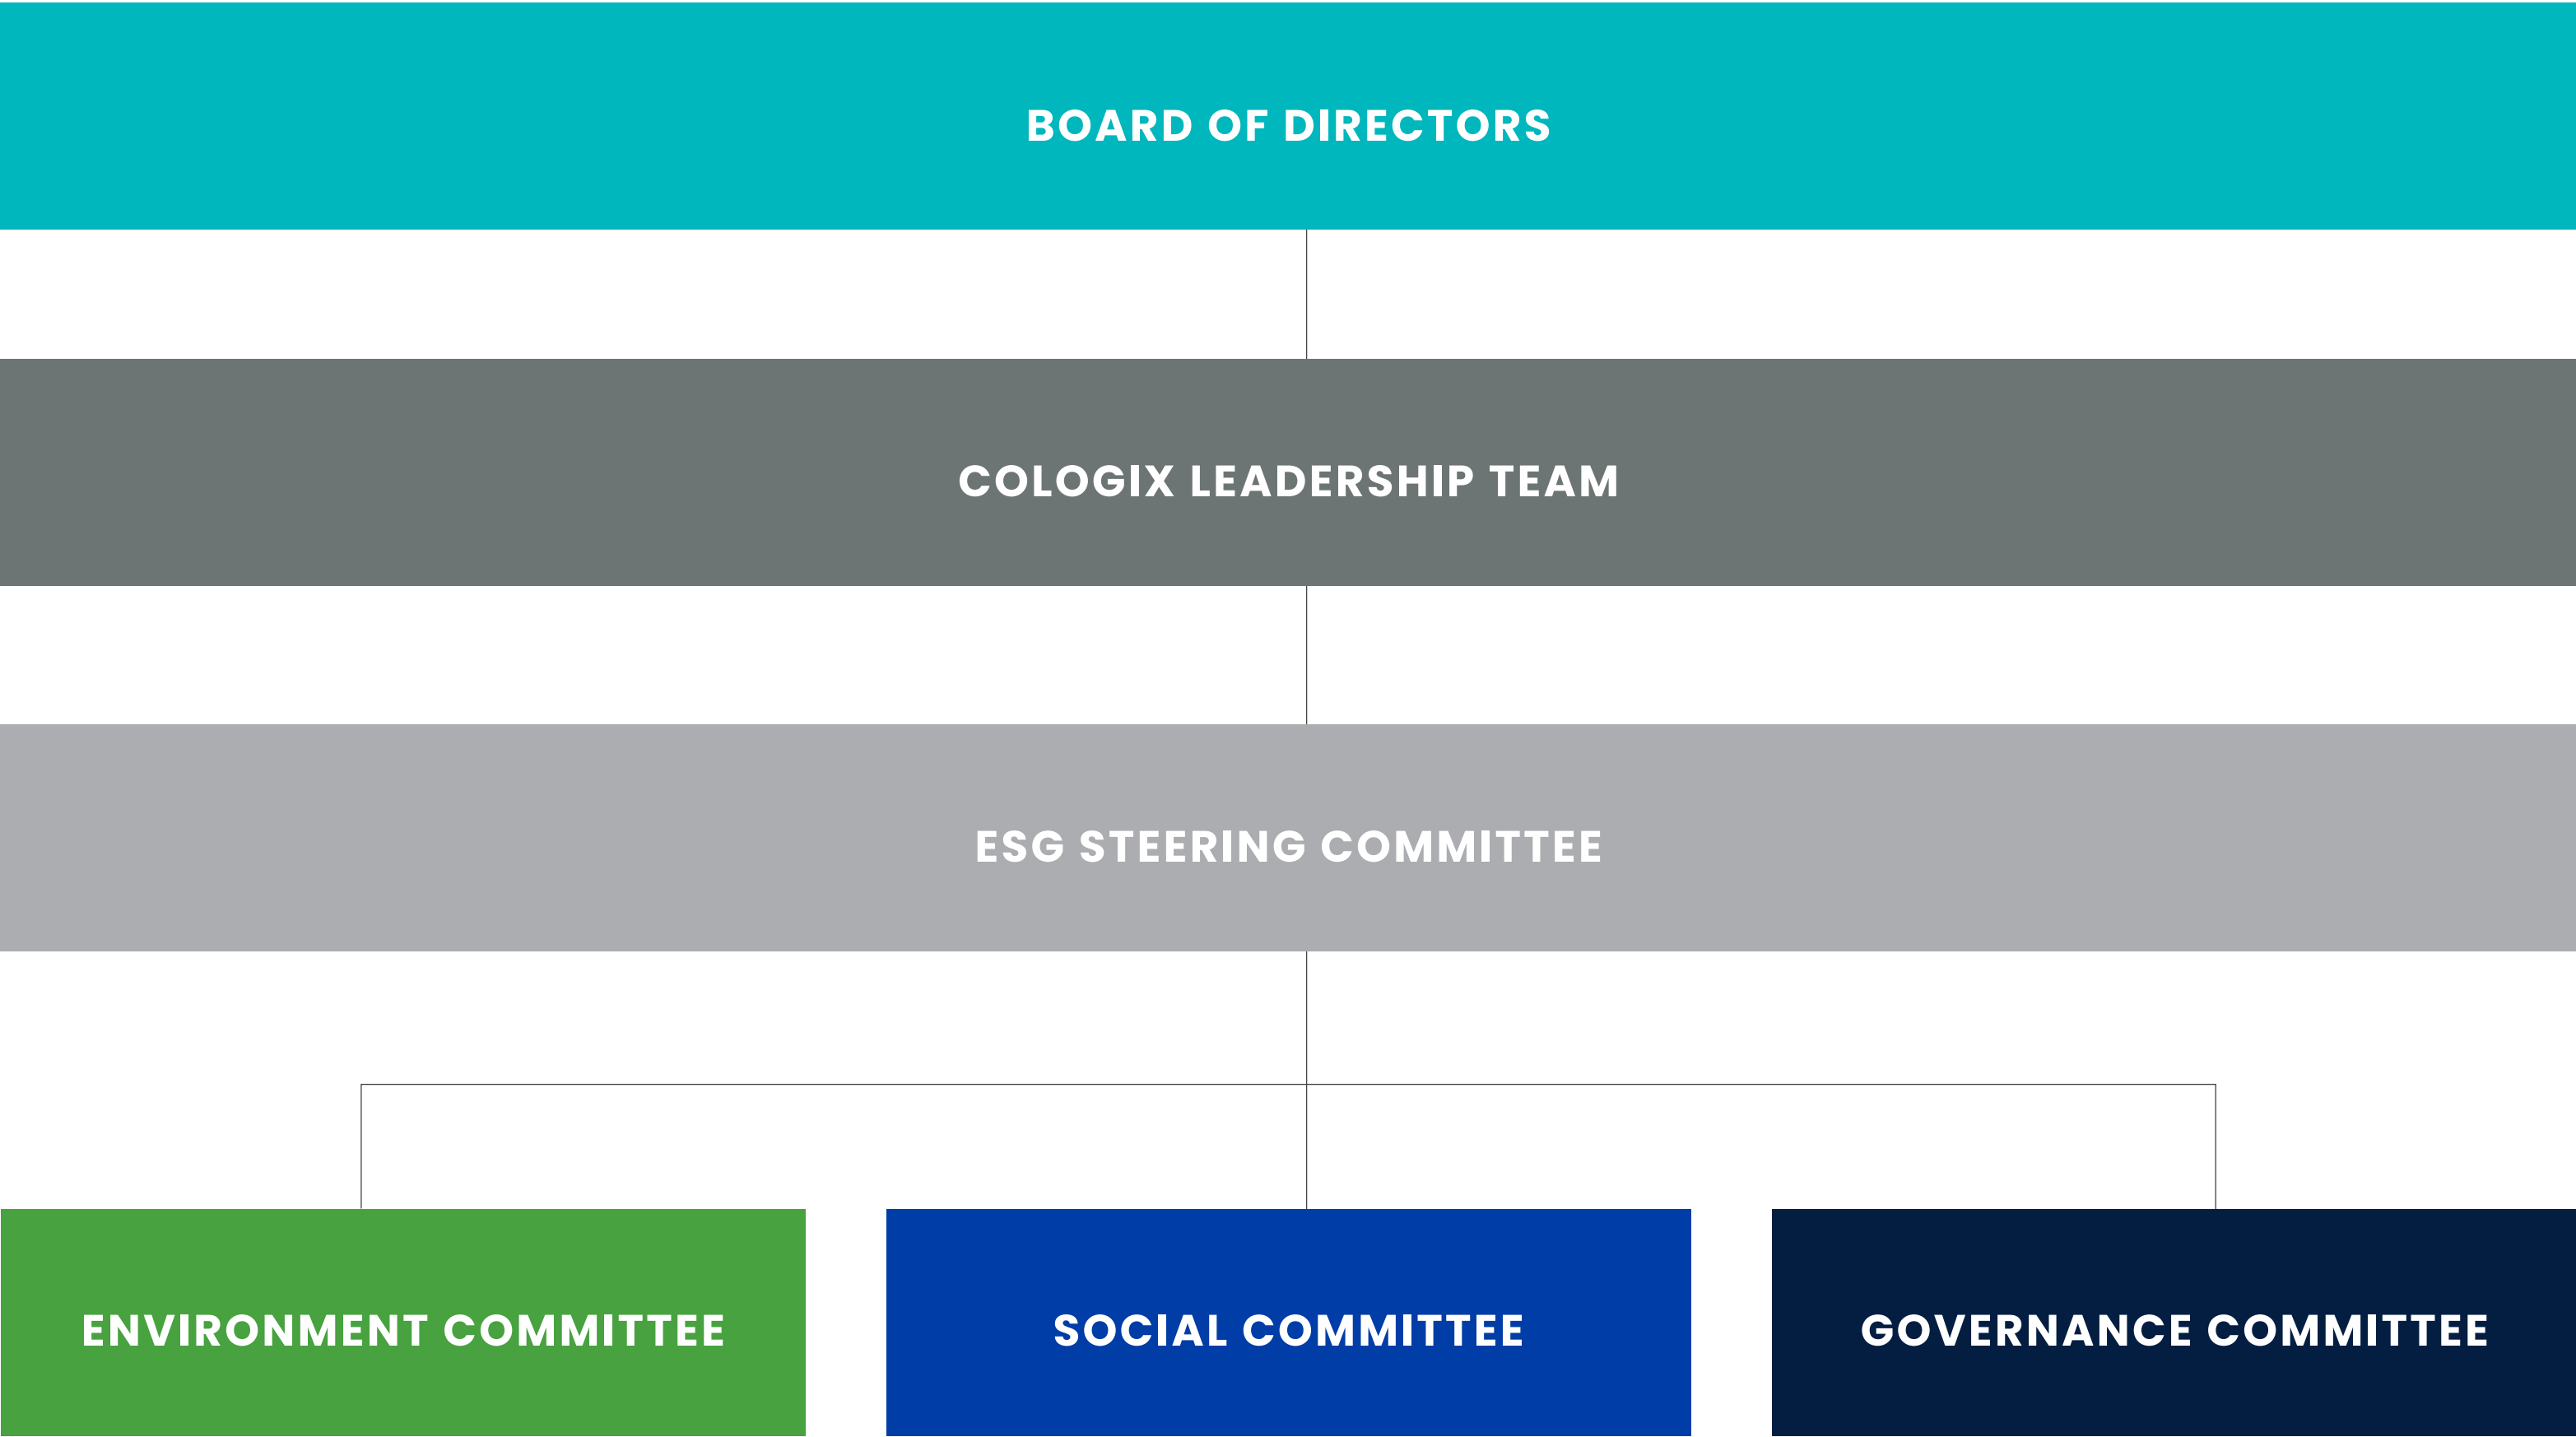 BOARD OF DIRECTORS
COLOGIX LEADERSHIP TEAM
ESG STEERING COMMITTEE
ENVIRONMENT COMMITTEE
SOCIAL COMMITTEE
GOVERNANCE COMMITTEE